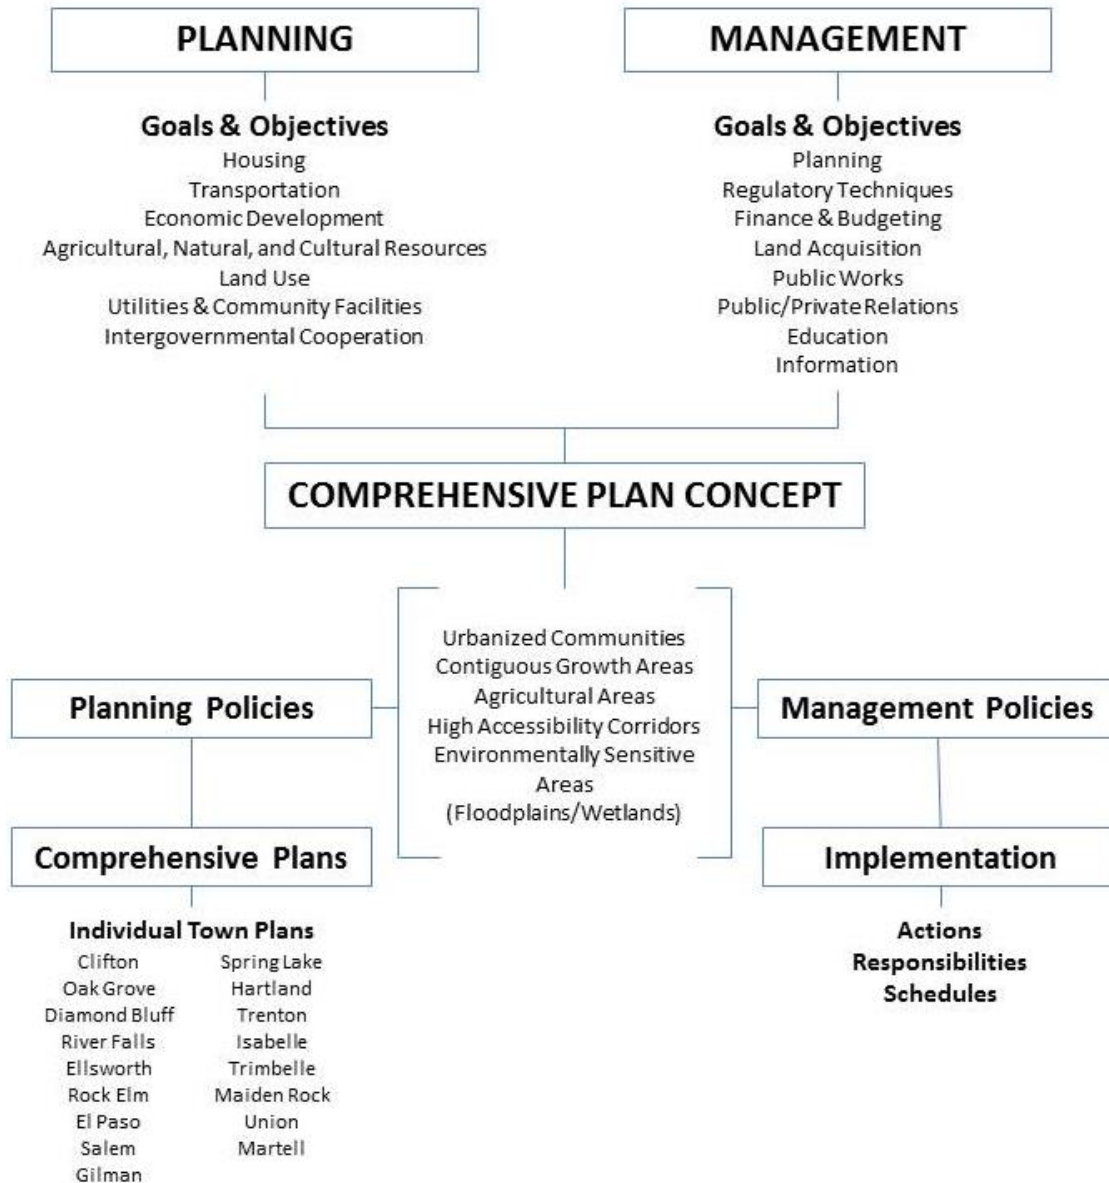 PLANNING
Goals & Objectives
Housing
Transportation
Economic Development
Agricultural, Natural, and Cultural Resources
Land Use
Utilities & Community Facilities
Intergovernmental Cooperation
MANAGEMENT
Goals & Objectives
Planning
Regulatory Techniques
Finance & Budgeting
Land Acquisition
Public Works
Public/Private Relations
Education
Information
COMPREHENSIVE PLAN CONCEPT
Urbanized Communities
Contiguous Growth Areas
Agricultural Areas
High Accessibility Corridors
Environmentally Sensitive
Areas
(Floodplains/Wetlands)
Planning Policies
Comprehensive Plans
Individual Town Plans
Clifton
Oak Grove
Diamond Bluff
River Falls
Ellsworth
Rock Elm
El Paso
Salem
Gilman
Spring Lake
Hartland
Trenton
Isabelle
Trimbelle
Maiden Rock
Union
Martell
Management Policies
Implementation
Actions
Responsibilities
Schedules